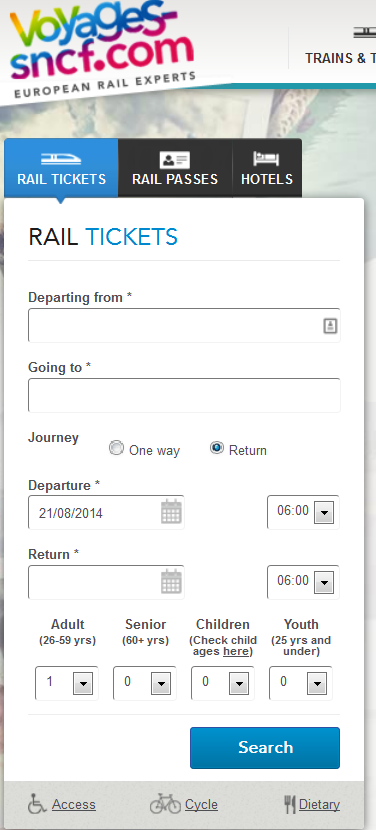 Voyages-
sncf.com
EUROPEAN RAIL EXPERTS
TRAINS & T
RAIL TICKETS
RAIL PASSES
HOTELS
RAIL TICKETS
Departing from *
Going to *
Journey
One way
Return
Departure *
21/08/2014
06:00
Return *
06:00
Adult
(26-59 yrs)
1
Senior
(60+ yrs)
0
Children
(Check child
ages here)
0
Youth
(25 yrs and
under)
0
Search
Access
Cycle
Dietary